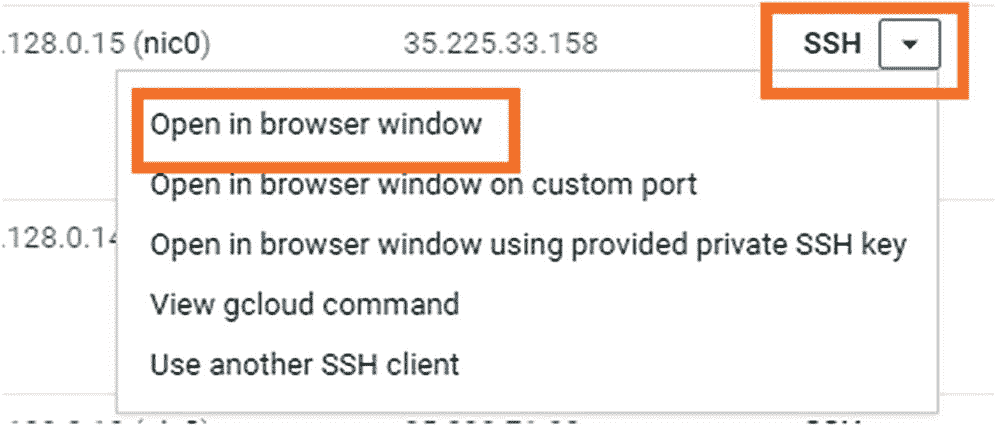 .128.0.15 (nic0) 35.225.33.158 SSH
Open in browser window
Open in browser window on custom port
.128.0.14
Open in browser window using provided private SSH key
View gcloud command
Use another SSH client